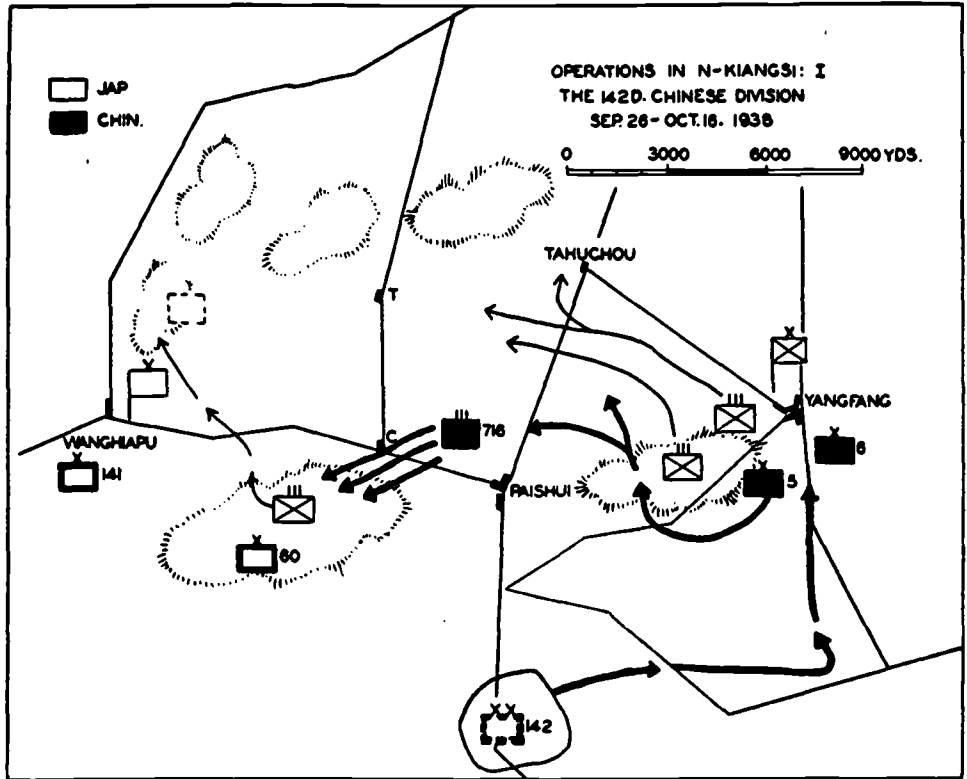 JAP
CHIN.
OPERATIONS IN N-KIANGSI: I
THE 142D. CHINESE DIVISION
SEP. 26-OCT. 16. 1938
0 3000 6000 9000 YDS.
TAHUCHOU
T
YANGFANG
C
716
6
WANGHIAPU
141
PAISHUI
5
60
142